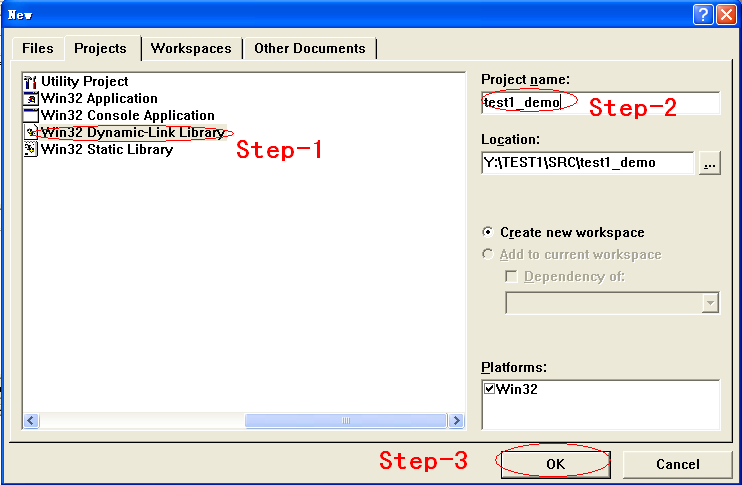 New
Files Projects Workspaces Other Documents
Utility Project
Win32 Application
Win32 Console Application
Win32 Dynamic-Link Library
Win32 Static Library
Step-1
Project name:
test1_demo
Step-2
Location:
Y:\TEST1\SRC\test1_demo
...
Create new workspace
Add to current workspace
Dependency of:
Platforms:
Win32
Step-3
OK
Cancel